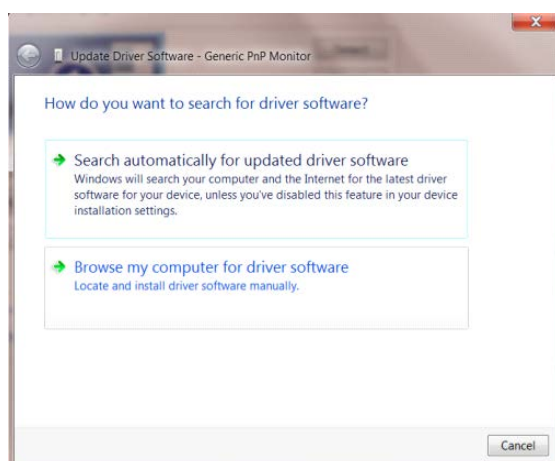 Update Driver Software - Generic PnP Monitor
How do you want to search for driver software?
Search automatically for updated driver software
Windows will search your computer and the Internet for the latest driver
software for your device, unless you've disabled this feature in your device
installation settings.
Browse my computer for driver software
Locate and install driver software manually.
Cancel